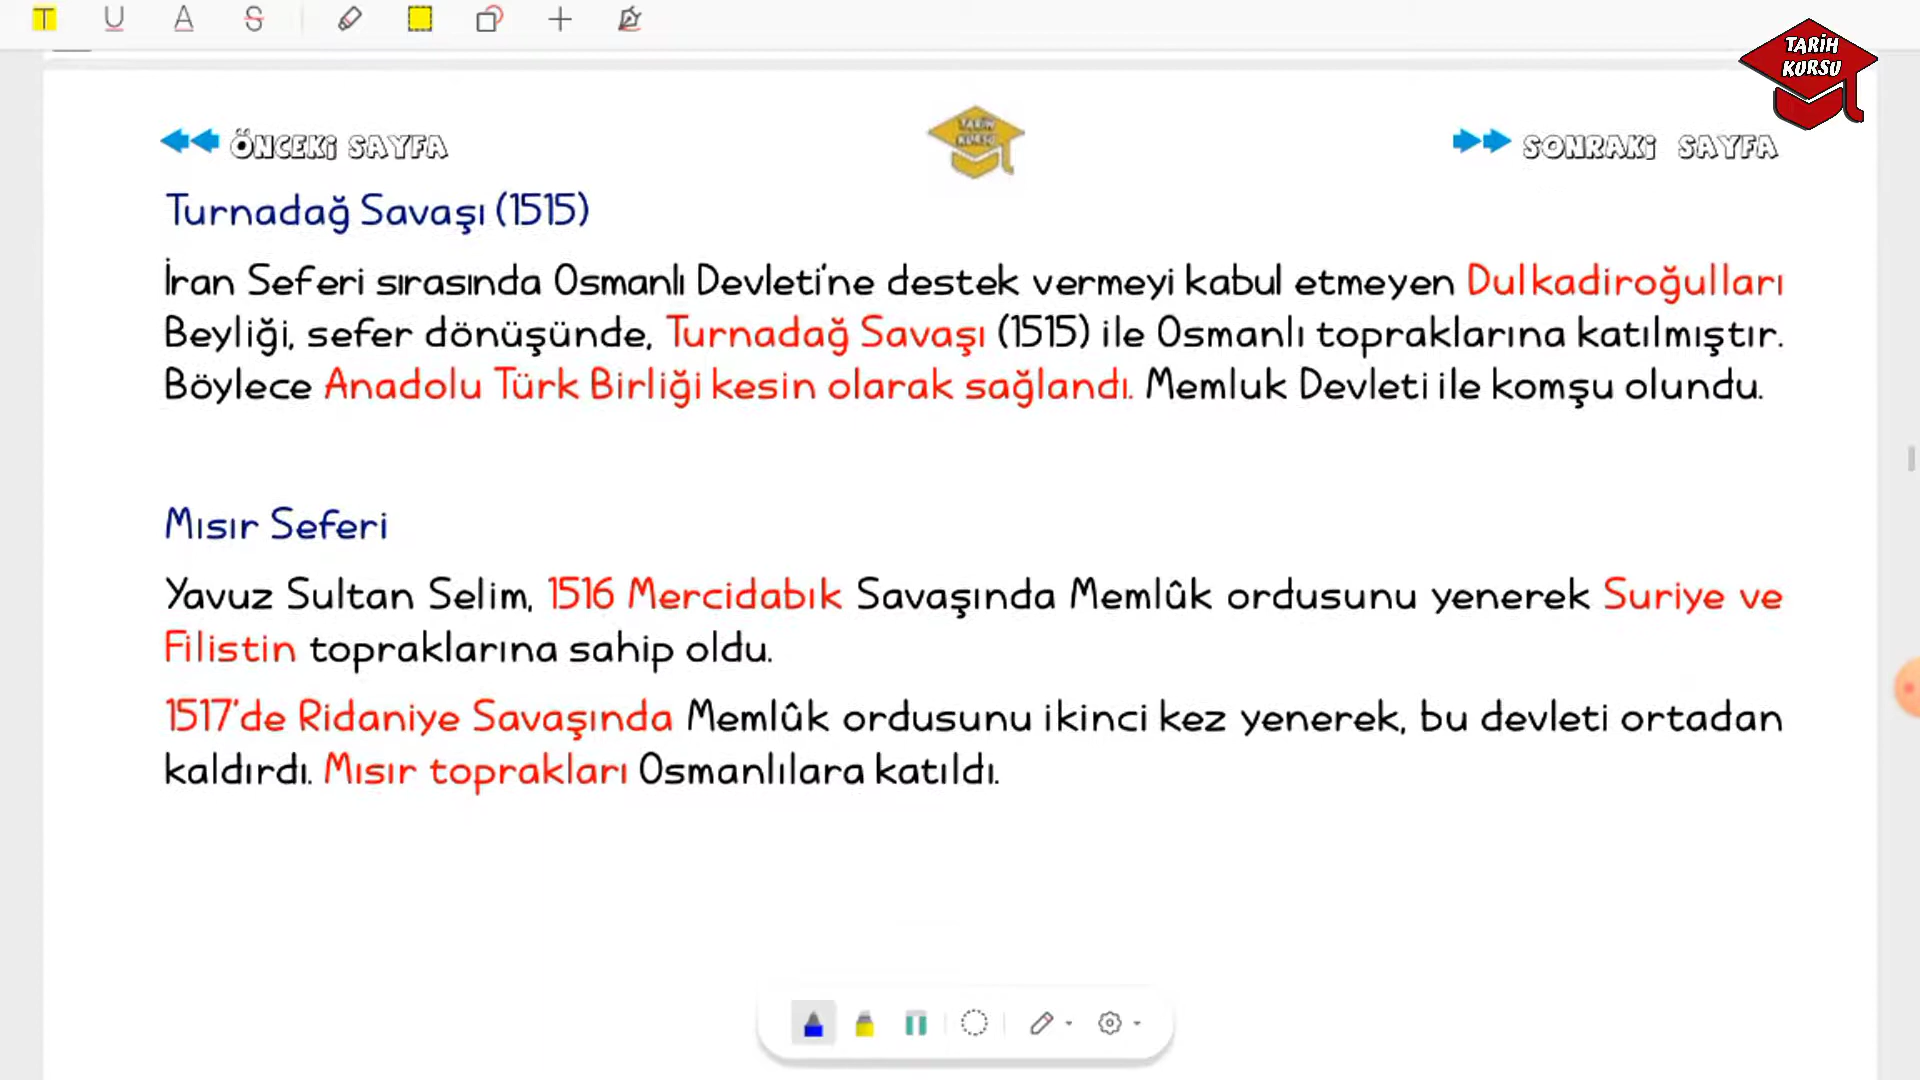 T U A S
TARİH
KURSU
ÖNCEKİ SAYFA
TARİH
KURSU
SONRAKİ SAYFA
Turnadağ Savaşı (1515)
İran Seferi sırasında Osmanlı Devleti'ne destek vermeyi kabul etmeyen Dulkadiroğulları
Beyliği, sefer dönüşünde, Turnadağ Savaşı (1515) ile Osmanlı topraklarına katılmıştır.
Böylece Anadolu Türk Birliği kesin olarak sağlandı. Memluk Devleti ile komşu olundu.
Mısır Seferi
Yavuz Sultan Selim, 1516 Mercidabık Savaşında Memlûk ordusunu yenerek Suriye ve
Filistin topraklarına sahip oldu.
1517'de Ridaniye Savaşında Memlûk ordusunu ikinci kez yenerek, bu devleti ortadan
kaldırdı. Mısır toprakları Osmanlılara katıldı.